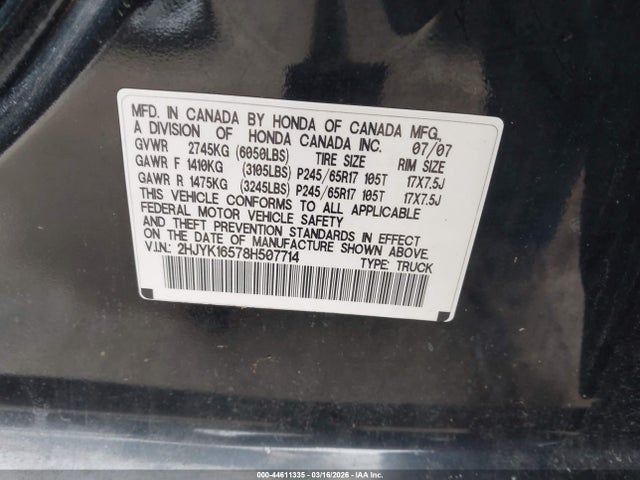 MFD. IN CANADA BY HONDA OF CANADA MFG.
A DIVISION OF HONDA CANADA INC. 07/07
GVWR 2745KG (6050LBS) TIRE SIZE RIM SIZE
GAWR F 1410KG (3105LBS) P245/65R17 105T 17X7.5J
GAWR R 1475KG (3245LBS) P245/65R17 105T 17X7.5J
THIS VEHICLE CONFORMS TO ALL APPLICABLE
FEDERAL MOTOR VEHICLE SAFETY
AND THEFT PREVENTION STANDARDS IN EFFECT
ON THE DATE OF MANUFACTURE SHOWN ABOVE.
V.I.N.: 2HJYK16578H507714 TYPE: TRUCK
000-44611335 - 03/16/2026 - IAA Inc.